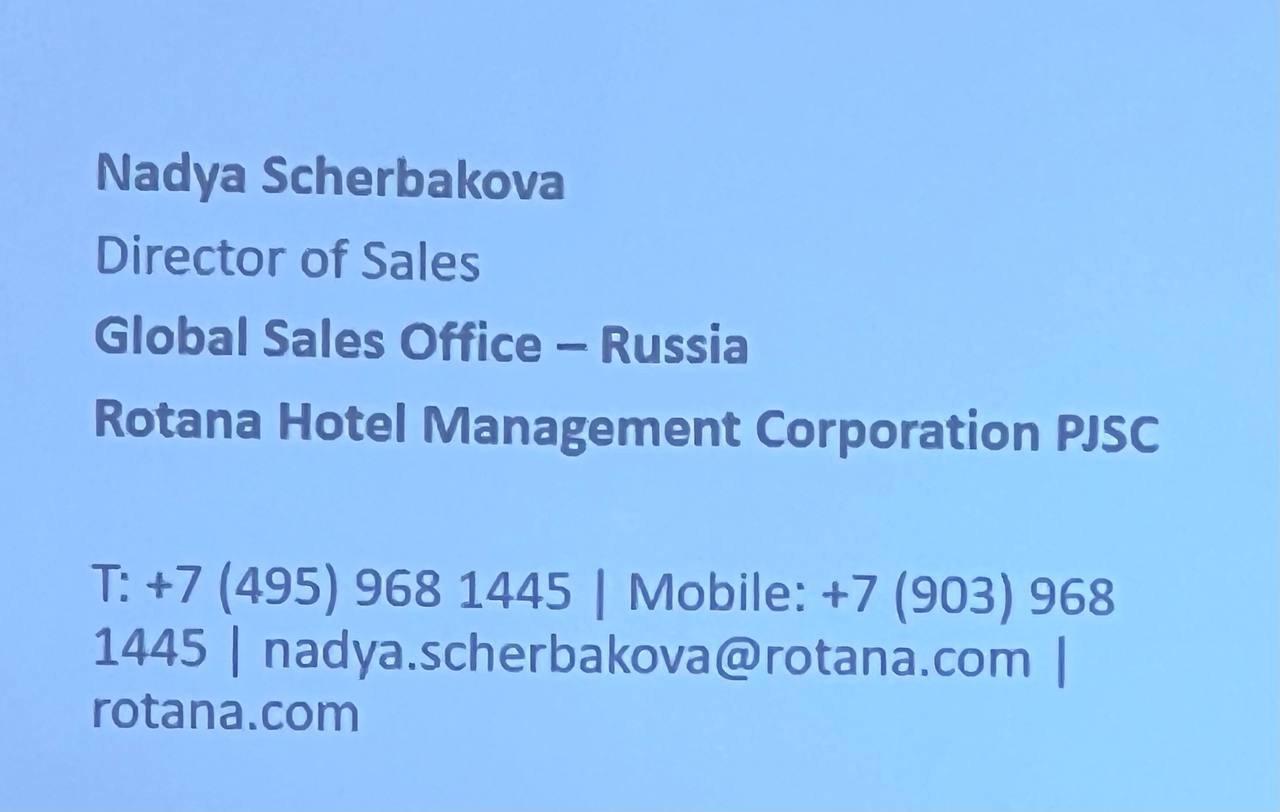 Nadya Scherbakova
Director of Sales
Global Sales Office – Russia
Rotana Hotel Management Corporation PJSC
T: +7 (495) 968 1445 | Mobile: +7 (903) 968
1445 | nadya.scherbakova@rotana.com |
rotana.com